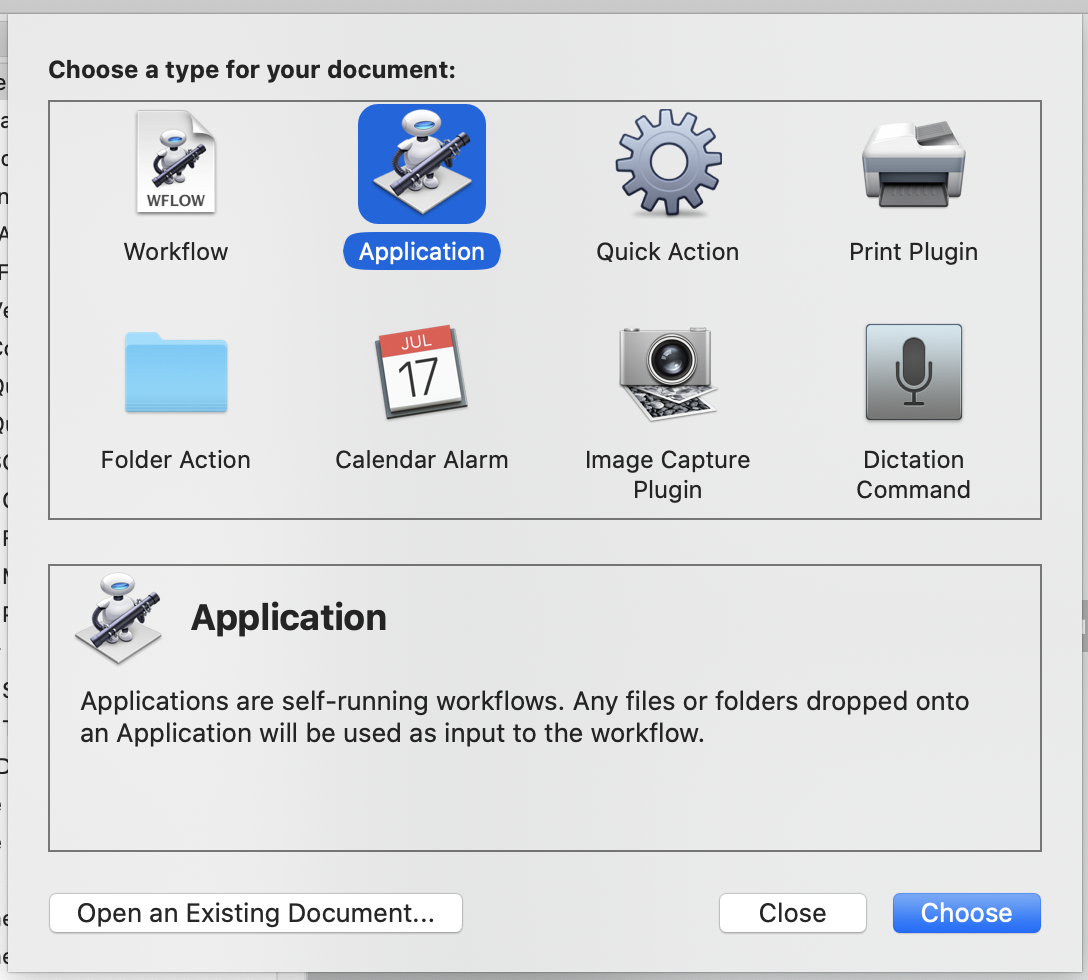 Choose a type for your document:
WFLOW
Workflow
Application
Quick Action
Print Plugin
Folder Action
JUL
17
Calendar Alarm
Image Capture
Plugin
Dictation
Command
Application
Applications are self-running workflows. Any files or folders dropped onto
an Application will be used as input to the workflow.
Open an Existing Document...
Close
Choose